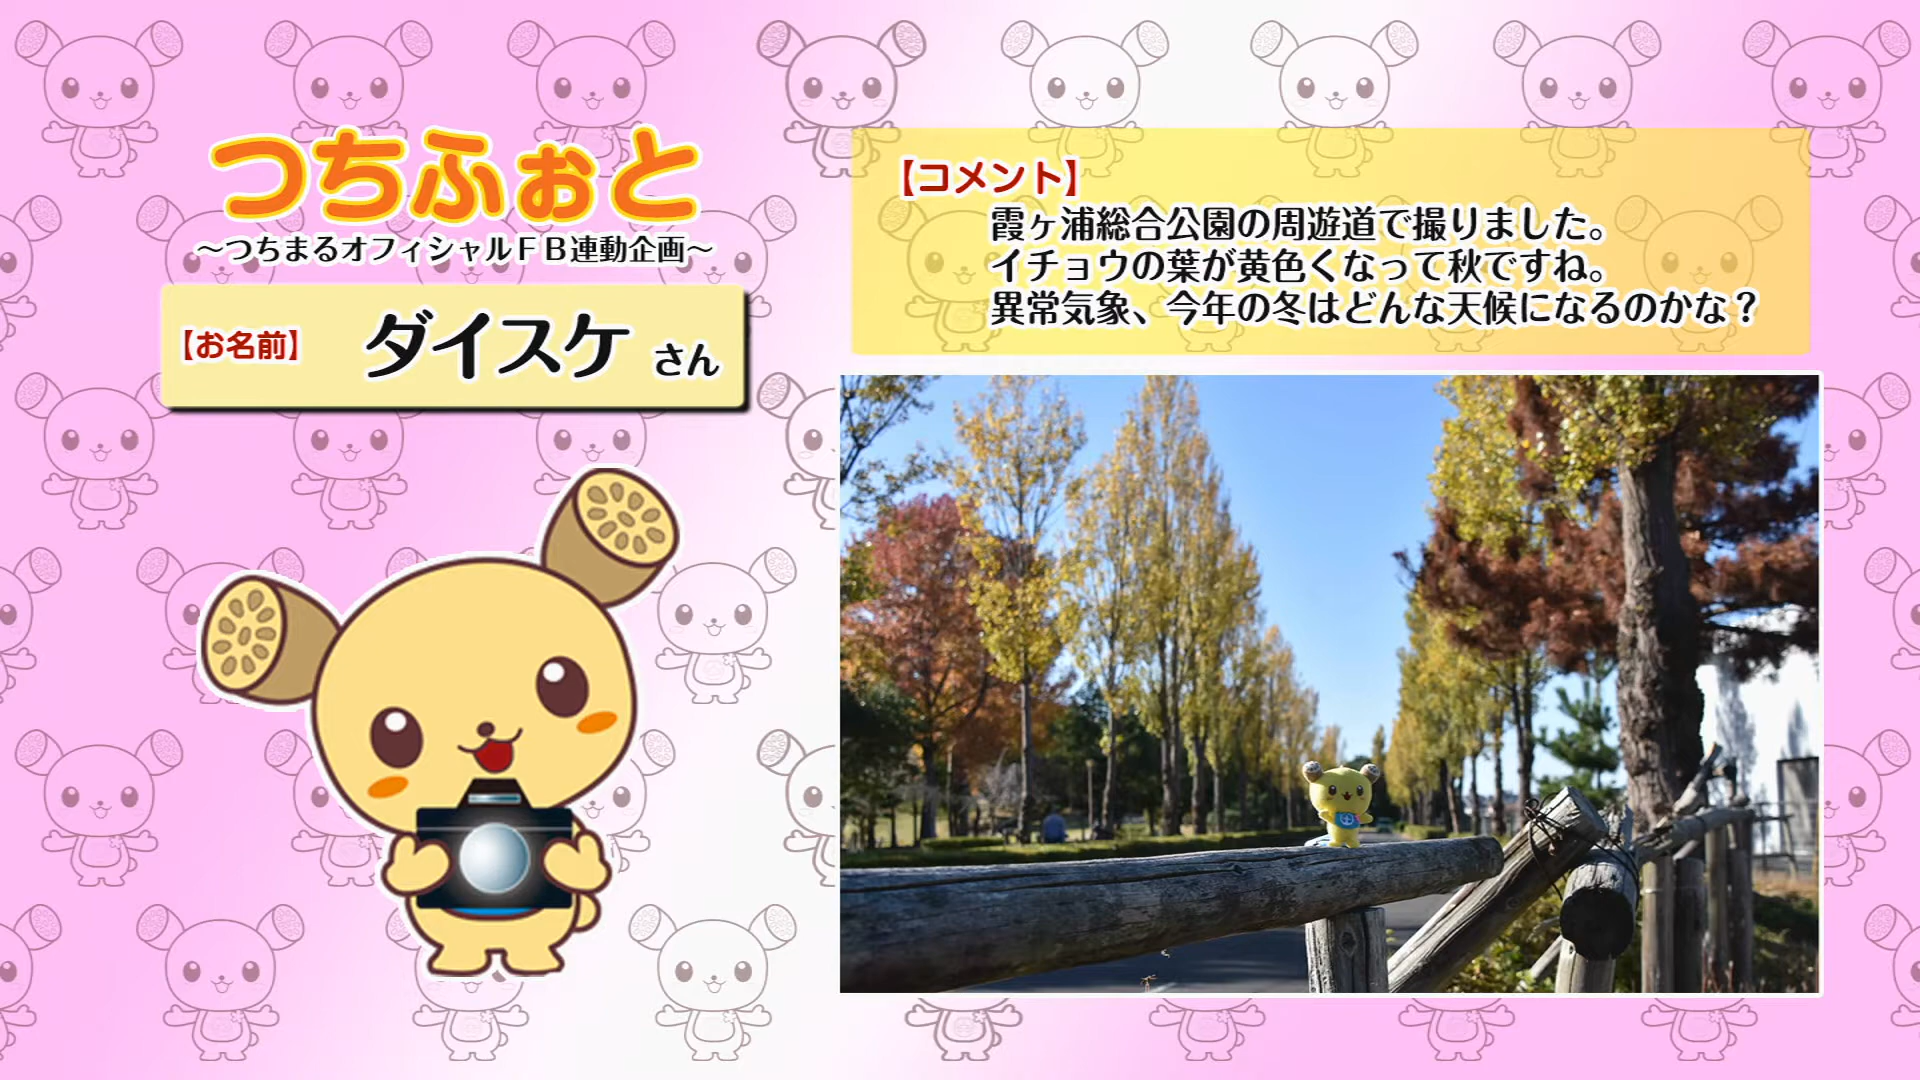 つちふぉと
～つちまるオフィシャルＦＢ連動企画～
【お名前】 ダイスケ さん
【コメント】
霞ヶ浦総合公園の周遊道で撮りました。
イチョウの葉が黄色くなって秋ですね。
異常気象、今年の冬はどんな天候になるのかな？